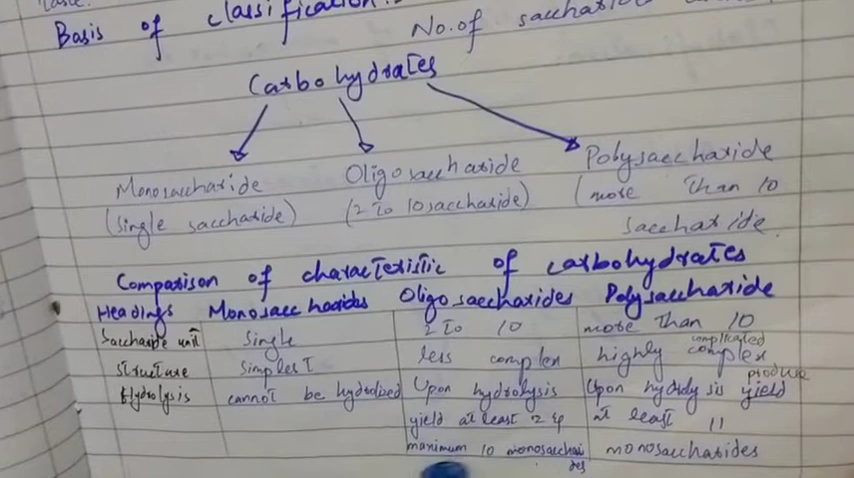 Basis of classification:
No. of saccharide
Carbohydrates
Monosaccharide Oligosaccharide Polysaccharide
(single saccharide) (2 to 10 saccharide) (more than 10
saccharide
Comparison of characteristic of carbohydrates
Headings Monosaccharides Oligosaccharides Polysaccharide
Saccharide unit single 2 to 10 more than 10
complicated
structure simplest less complex highly complex
produce
Hydrolysis cannot be hydrolized Upon hydrolysis Upon hydrolysis yield
yield at least 2 & at least 11
maximum 10 monosacchai monosaccharides
des